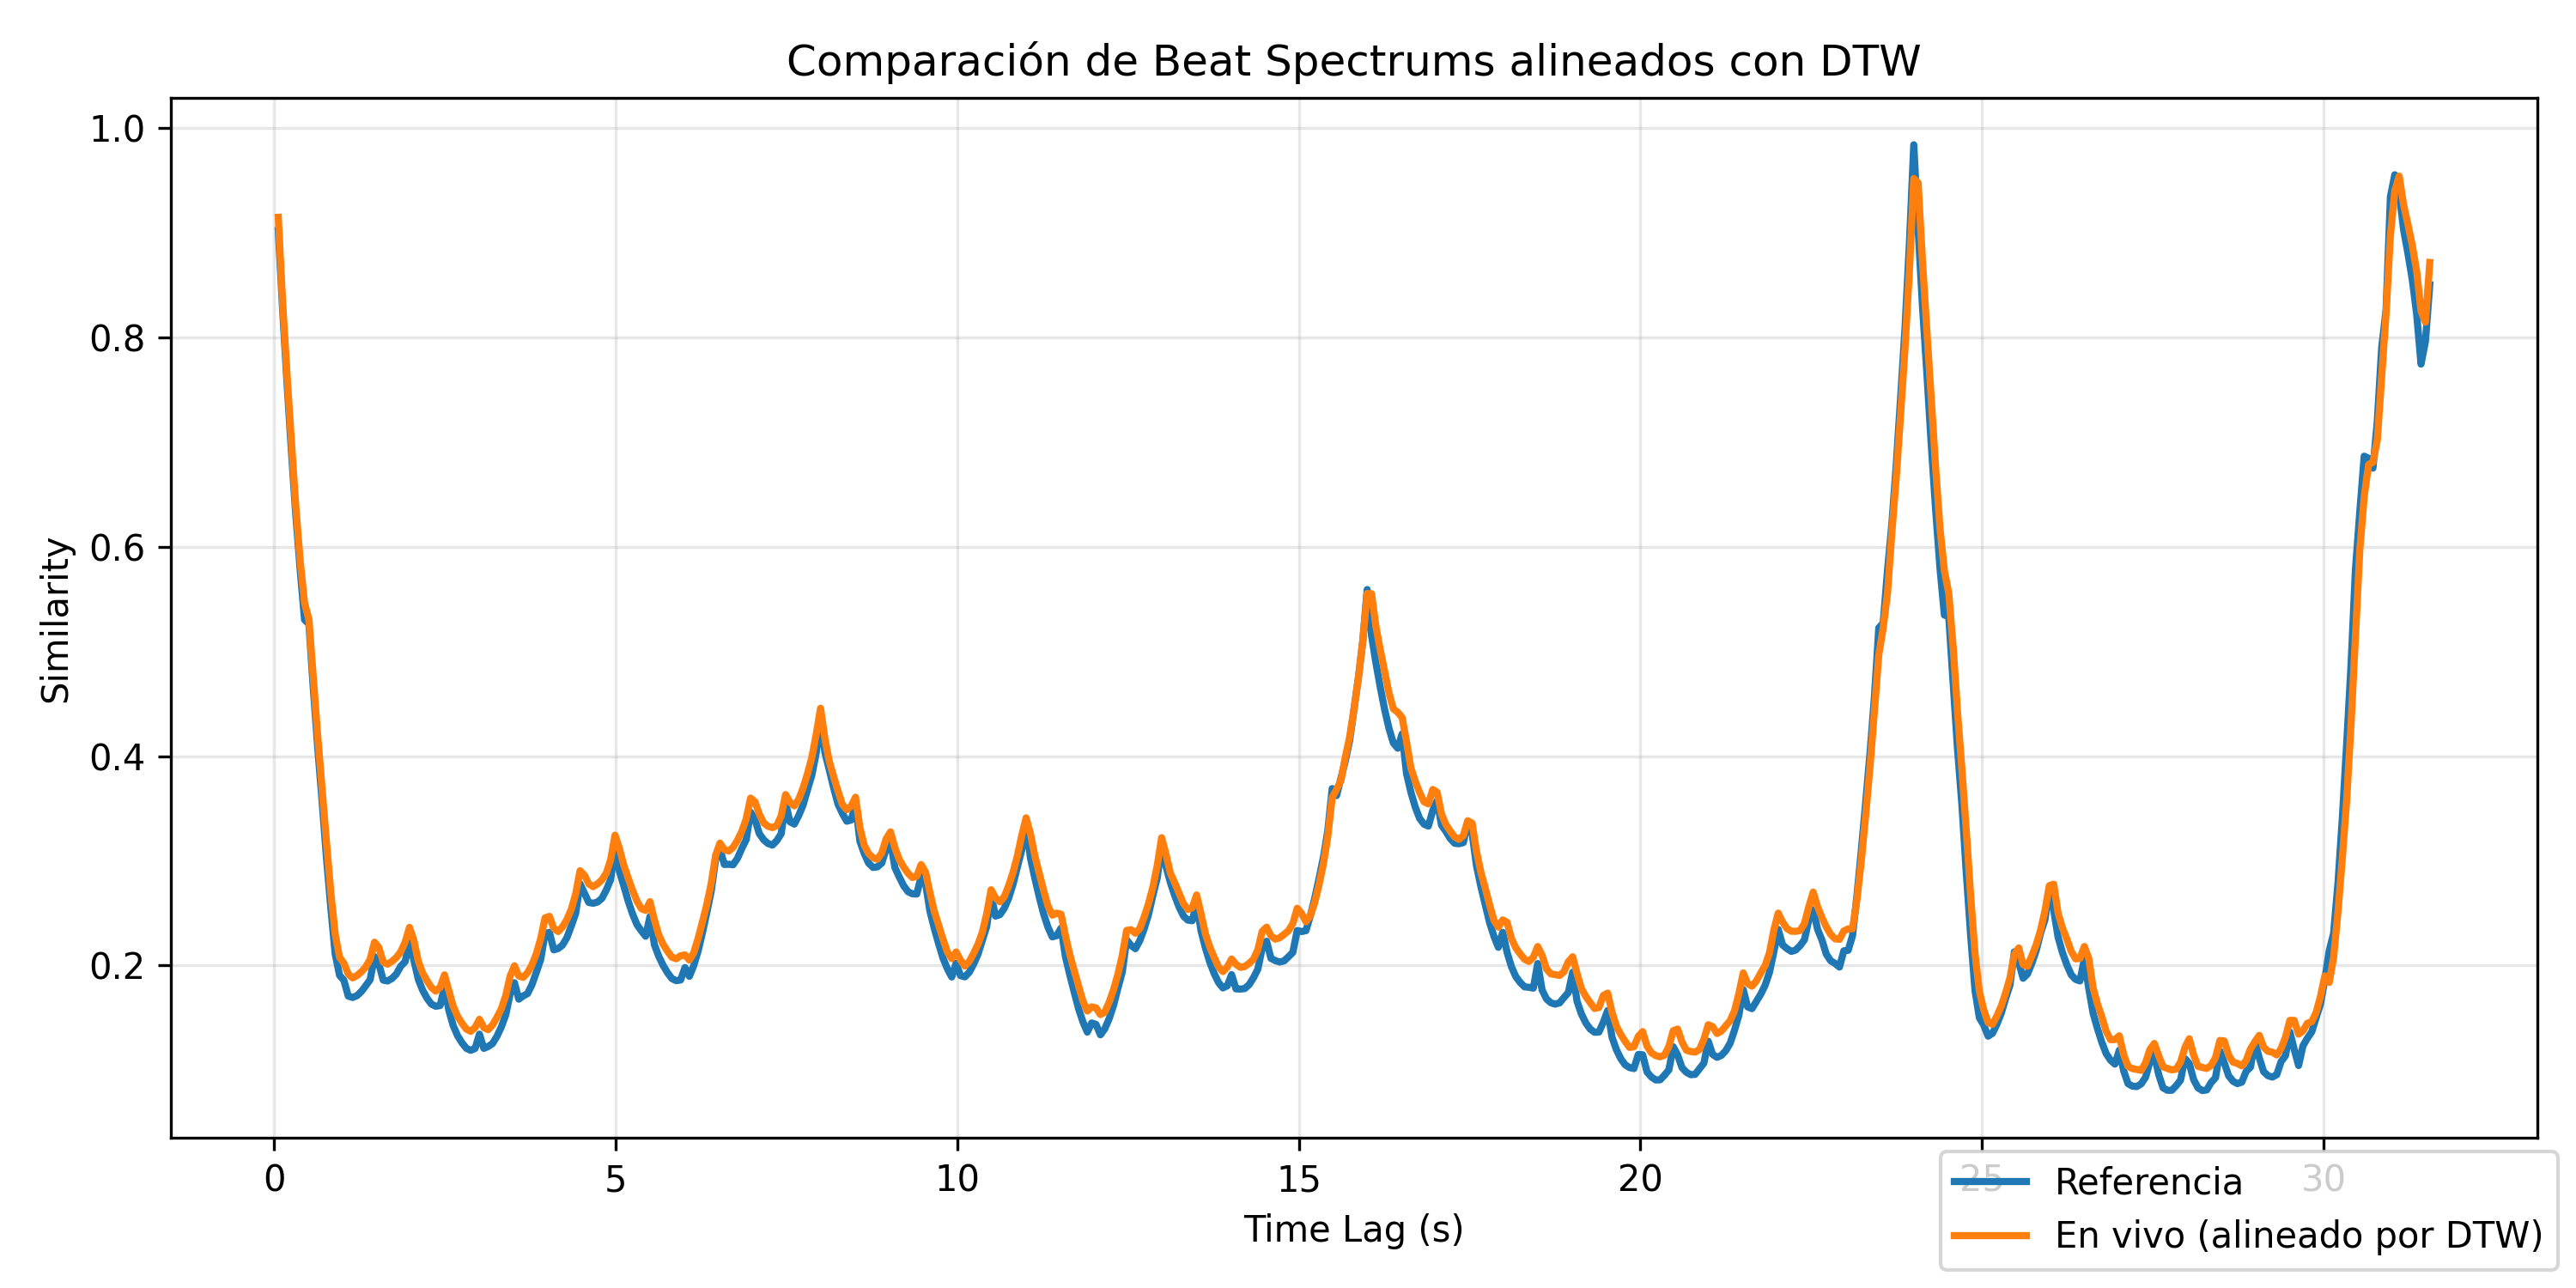 Comparación de Beat Spectrums alineados con DTW
1.0
0.8
0.6
0.4
0.2
Similarity
0 5 10 15 20 25 30
Time Lag (s)
Referencia
En vivo (alineado por DTW)